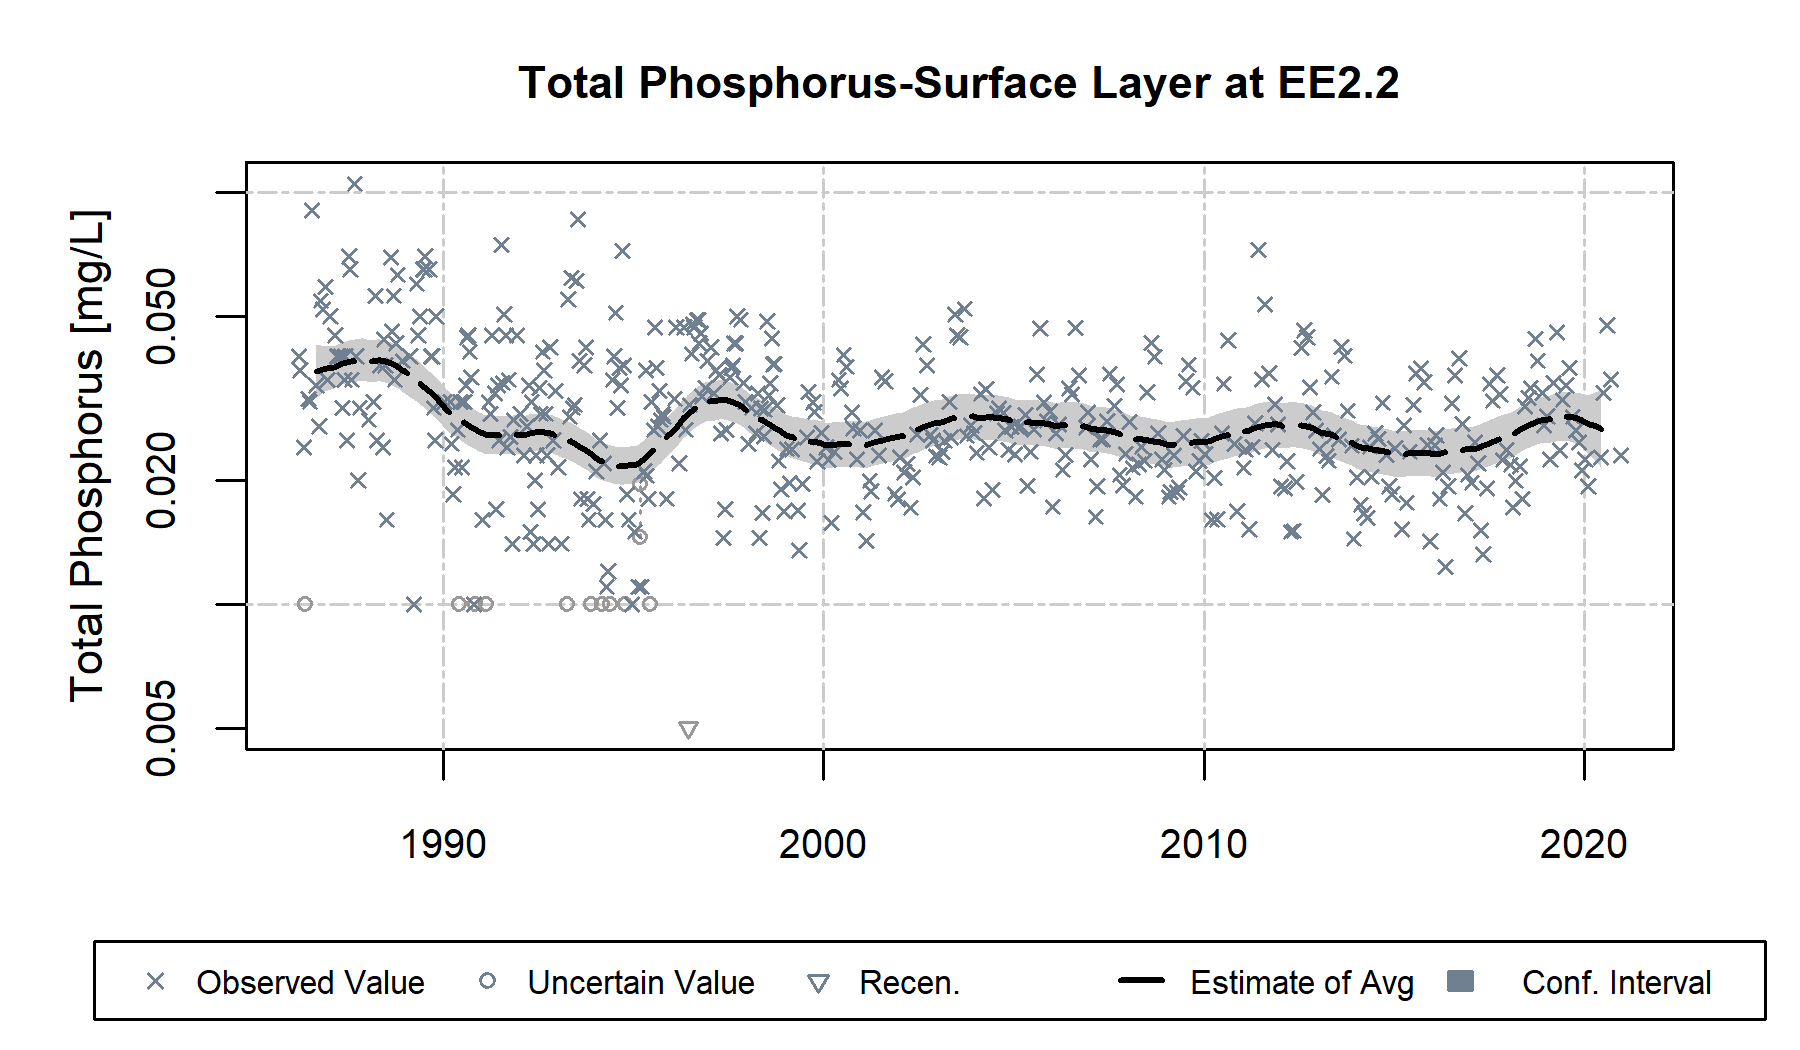 Total Phosphorus-Surface Layer at EE2.2
Total Phosphorus [mg/L]
0.050
0.020
0.005
1990 2000 2010 2020
Observed Value Uncertain Value Recen. Estimate of Avg Conf. Interval